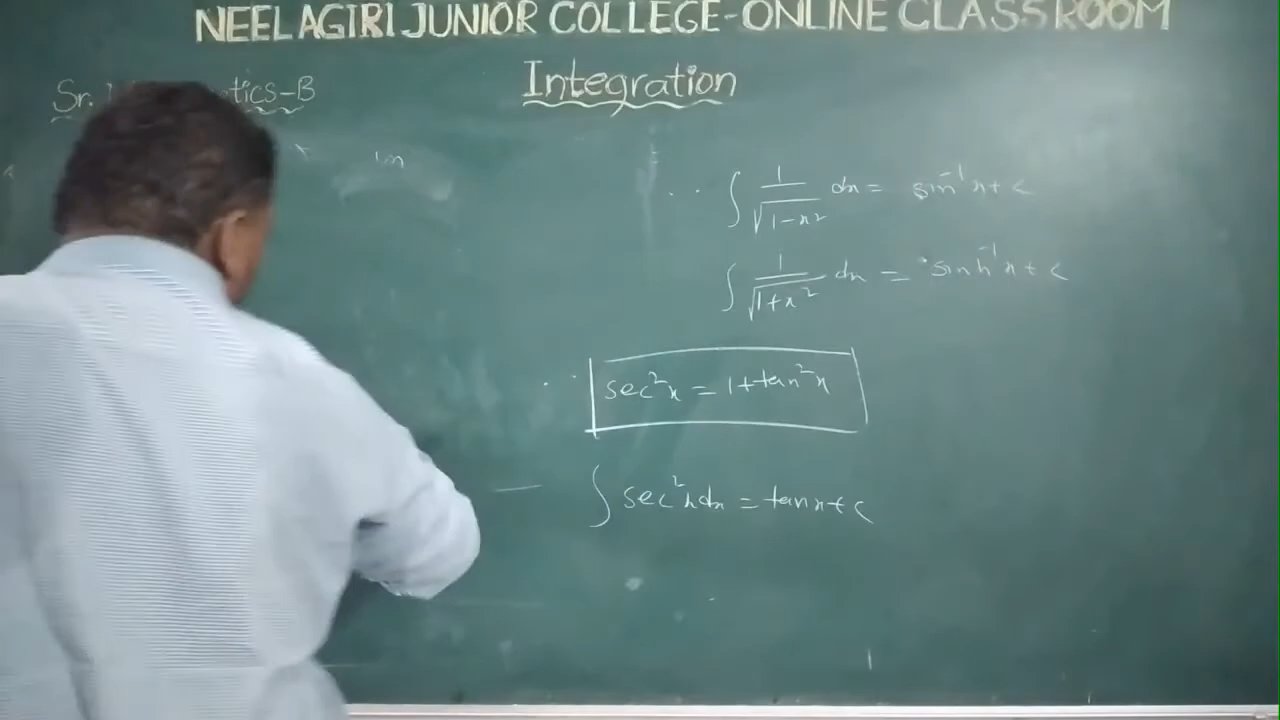 NEELAGIRI JUNIOR COLLEGE-ONLINE CLASSROOM
Integration
Sr. tics-B
∫ 1/√(1-x²) dx = sin⁻¹x + c
∫ 1/√(1+x²) dx = sinh⁻¹x + c
sec²x = 1+tan²x
∫ sec²x dx = tanx+c